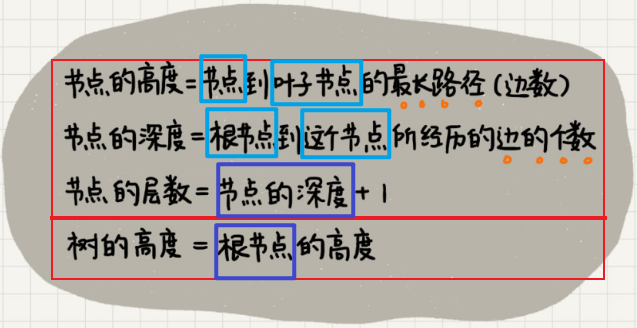 节点的高度=节点到叶子节点的最长路径(边数)
节点的深度=根节点到这个节点所经历的边的个数
节点的层数=节点的深度+1
树的高度=根节点的高度